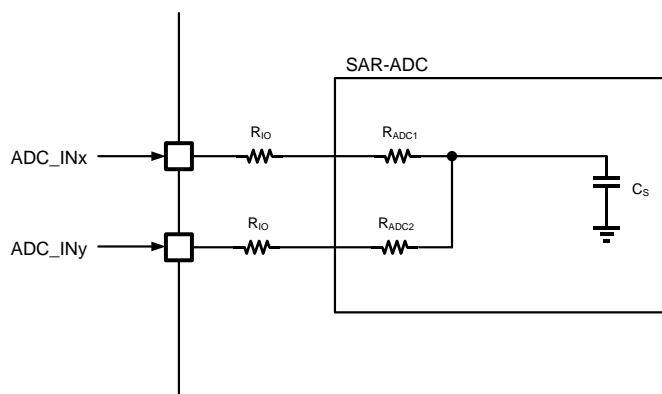 SAR-ADC
R_IO R_ADC1
ADC_INx
C_S
R_IO R_ADC2
ADC_INy